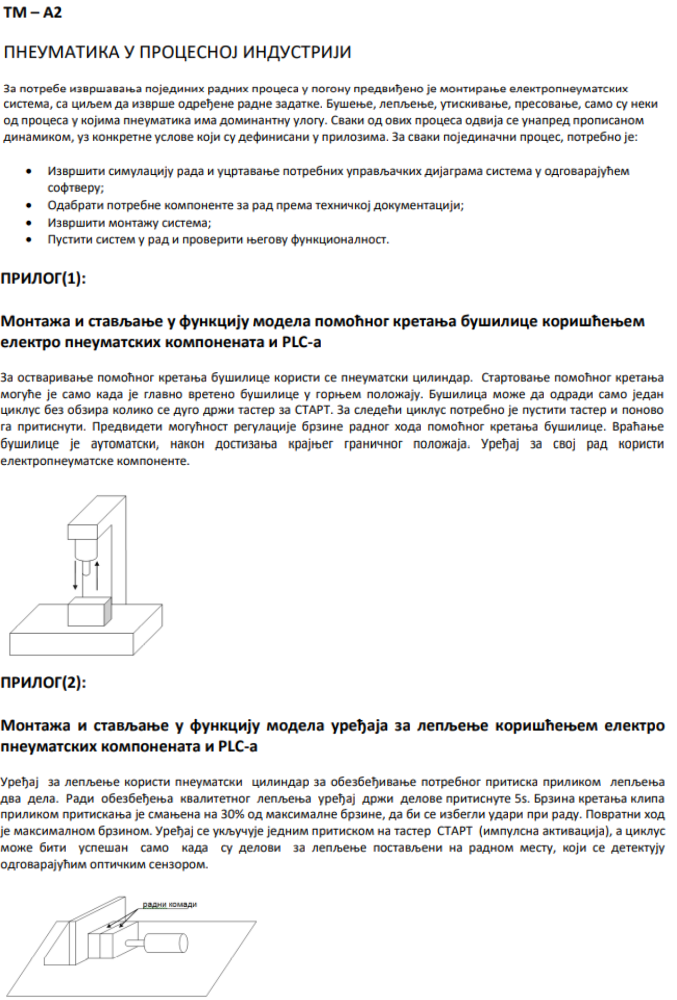 ТМ – А2
ПНЕУМАТИКА У ПРОЦЕСНОЈ ИНДУСТРИЈИ
За потребе извршавања појединих радних процеса у погону предвиђено је монтирање електропнеуматских
система, са циљем да изврше одређене радне задатке. Бушење, лепљење, утискивање, пресовање, само су неки
од процеса у којима пнеуматика има доминантну улогу. Сваки од ових процеса одвија се унапред прописаном
динамиком, уз конкретне услове који су дефинисани у прилозима. За сваки појединачни процес, потребно је:
• Извршити симулацију рада и уцртавање потребних управљачких дијаграма система у одговарајућем
софтверу;
• Одабрати потребне компоненте за рад према техничкој документацији;
• Извршити монтажу система;
• Пустити систем у рад и проверити његову функционалност.
ПРИЛОГ(1):
Монтажа и стављање у функцију модела помоћног кретања бушилице коришћењем
електро пнеуматских компонената и PLC-а
За остваривање помоћног кретања бушилице користи се пнеуматски цилиндар. Стартовање помоћног кретања
могуће је само када је главно вретено бушилице у горњем положају. Бушилица може да одради само један
циклус без обзира колико се дуго држи тастер за СТАРТ. За следећи циклус потребно је пустити тастер и поново
га притиснути. Предвидети могућност регулације брзине радног хода помоћног кретања бушилице. Враћање
бушилице је аутоматски, након достизања крајњег граничног положаја. Уређај за свој рад користи
електропнеуматске компоненте.
ПРИЛОГ(2):
Монтажа и стављање у функцију модела уређаја за лепљење коришћењем електро
пнеуматских компонената и PLC-а
Уређај за лепљење користи пнеуматски цилиндар за обезбеђивање потребног притиска приликом лепљења
два дела. Ради обезбеђења квалитетног лепљења уређај држи делове притиснуте 5s. Брзина кретања клипа
приликом притискања је смањена на 30% од максималне брзине, да би се избегли удари при раду. Повратни ход
је максималном брзином. Уређај се укључује једним притиском на тастер СТАРТ (импулсна активација), а циклус
може бити успешан само када су делови за лепљење постављени на радном месту, који се детектују
одговарајућим оптичким сензором.
радни комади